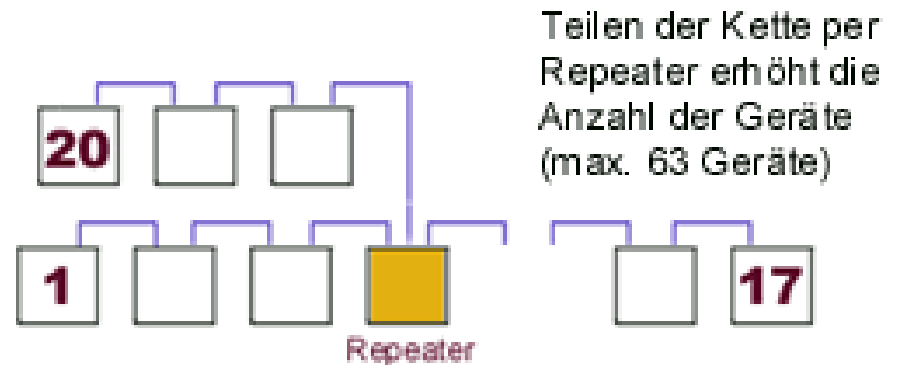 Teilen der Kette per
Repeater erhöht die
Anzahl der Geräte
(max. 63 Geräte)
20
1
17
Repeater